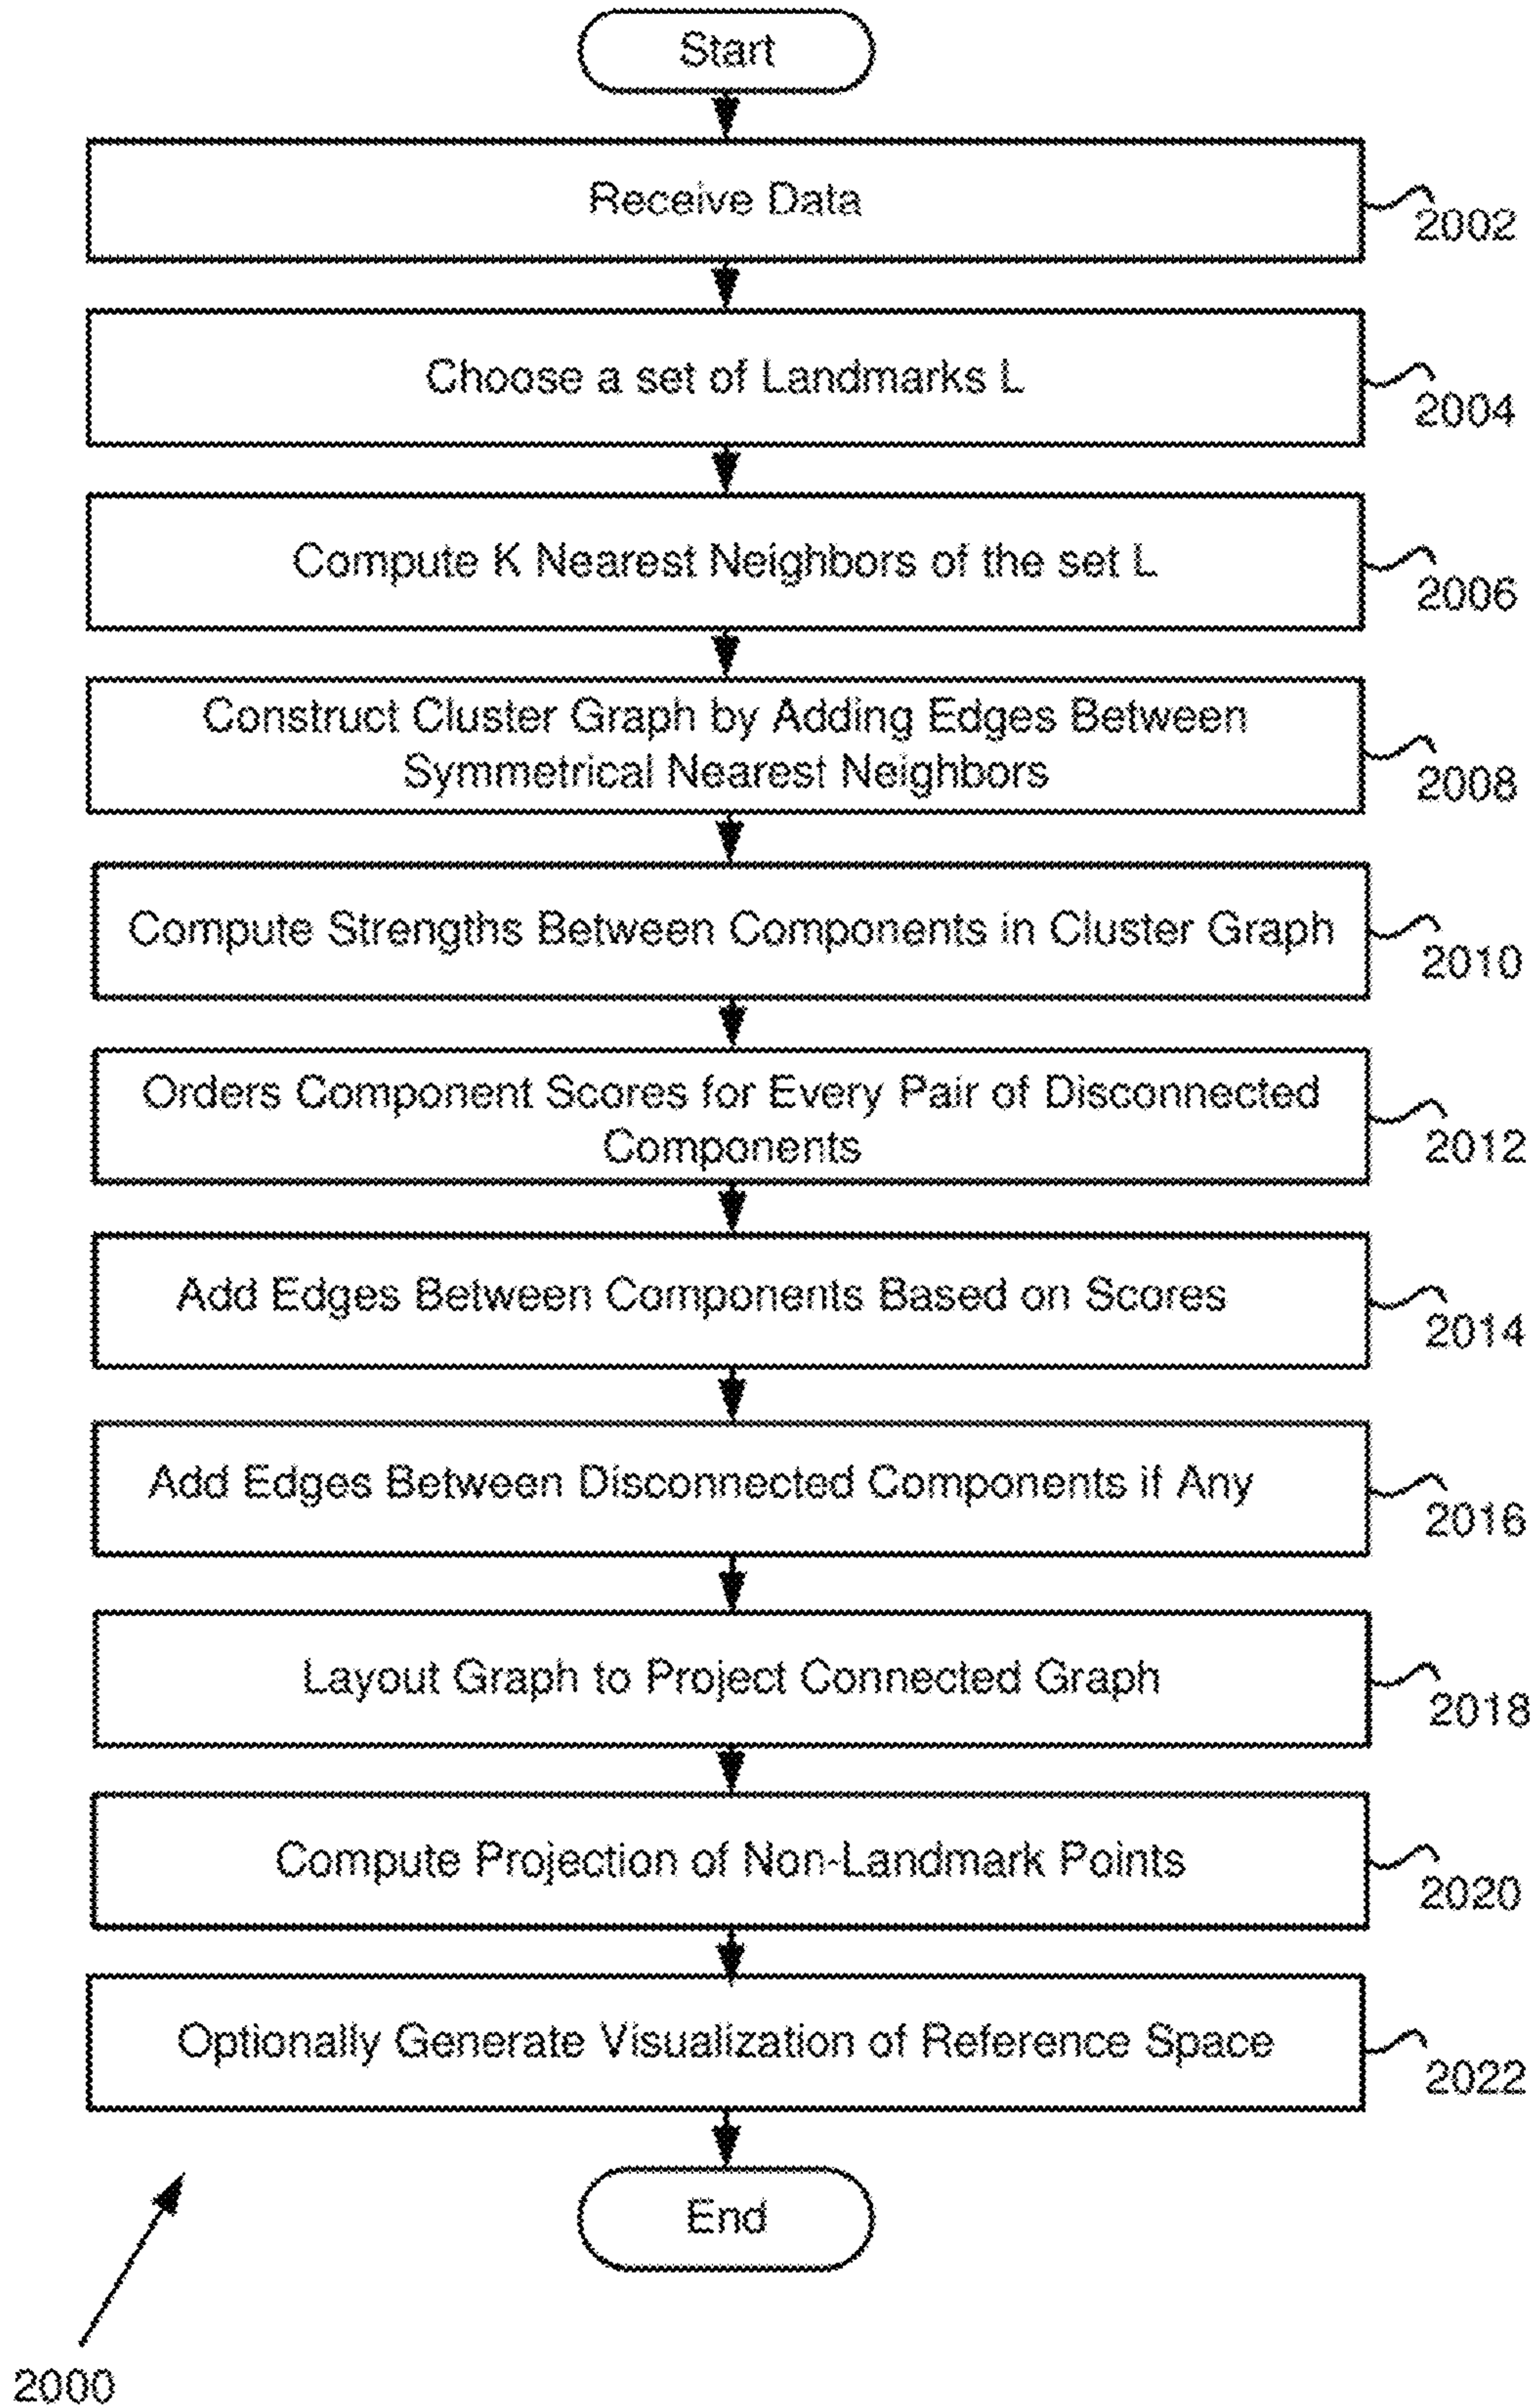 Start
Receive Data
2002
Choose a set of Landmarks L
2004
Compute K Nearest Neighbors of the set L
2006
Construct Cluster Graph by Adding Edges Between
Symmetrical Nearest Neighbors
2008
Compute Strengths Between Components in Cluster Graph
2010
Orders Component Scores for Every Pair of Disconnected
Components
2012
Add Edges Between Components Based on Scores
2014
Add Edges Between Disconnected Components if Any
2016
Layout Graph to Project Connected Graph
2018
Compute Projection of Non-Landmark Points
2020
Optionally Generate Visualization of Reference Space
2022
End
2000